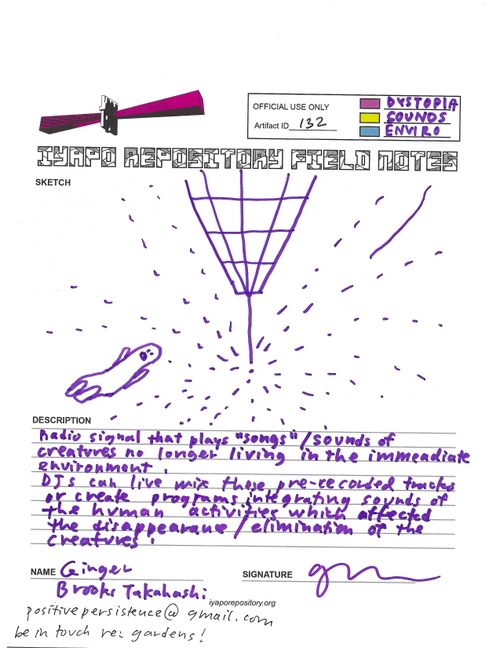 OFFICIAL USE ONLY
Artifact ID 132
DYSTOPIA
SOUNDS
ENVIRO
IYAPO REPOSITORY FIELD NOTES
SKETCH
DESCRIPTION
Radio signal that plays "songs"/sounds of
creatures no longer living in the immeadiate
environment.
DJs can live mix those pre-recorded tracks
or create programs integrating sounds of
the human activities which affected
the disappearance/elimination of the
creatures.
NAME Ginger
Brooks Takahashi
SIGNATURE
iyaporepository.org
positivepersistence@gmail.com
be in touch re: gardens!